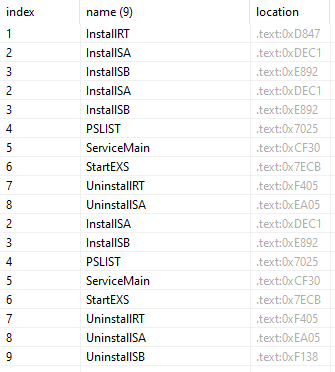 index name (9) location
1 InstallRT .text:0xD847
2 InstallSA .text:0xDEC1
3 InstallSB .text:0xE892
2 InstallSA .text:0xDEC1
3 InstallSB .text:0xE892
4 PSLIST .text:0x7025
5 ServiceMain .text:0xCF30
6 StartEXS .text:0x7ECB
7 UninstallRT .text:0xF405
8 UninstallSA .text:0xEA05
2 InstallSA .text:0xDEC1
3 InstallSB .text:0xE892
4 PSLIST .text:0x7025
5 ServiceMain .text:0xCF30
6 StartEXS .text:0x7ECB
7 UninstallRT .text:0xF405
8 UninstallSA .text:0xEA05
9 UninstallSB .text:0xF138